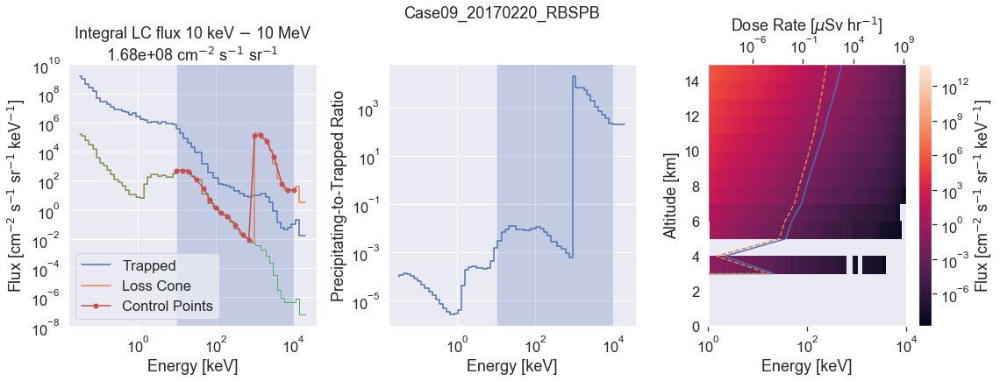 Case09_20170220_RBSPB
Integral LC flux 10 keV − 10 MeV
1.68e+08 cm⁻² s⁻¹ sr⁻¹
10¹⁰
10⁸
10⁶
10⁴
10²
10⁰
10⁻²
10⁻⁴
10⁻⁶
10⁻⁸
Flux [cm⁻² s⁻¹ sr⁻¹ keV⁻¹]
Trapped
Loss Cone
Control Points
10⁰ 10² 10⁴
Energy [keV]
Precipitating-to-Trapped Ratio
10³
10¹
10⁻¹
10⁻³
10⁻⁵
10⁰ 10² 10⁴
Energy [keV]
Dose Rate [μSv hr⁻¹]
10⁻⁶ 10⁻¹ 10⁴ 10⁹
Altitude [km]
14
12
10
8
6
4
2
0
10⁰ 10² 10⁴
Energy [keV]
10¹²
10⁹
10⁶
10³
10⁰
10⁻³
10⁻⁶
Flux [cm⁻² s⁻¹ sr⁻¹ keV⁻¹]